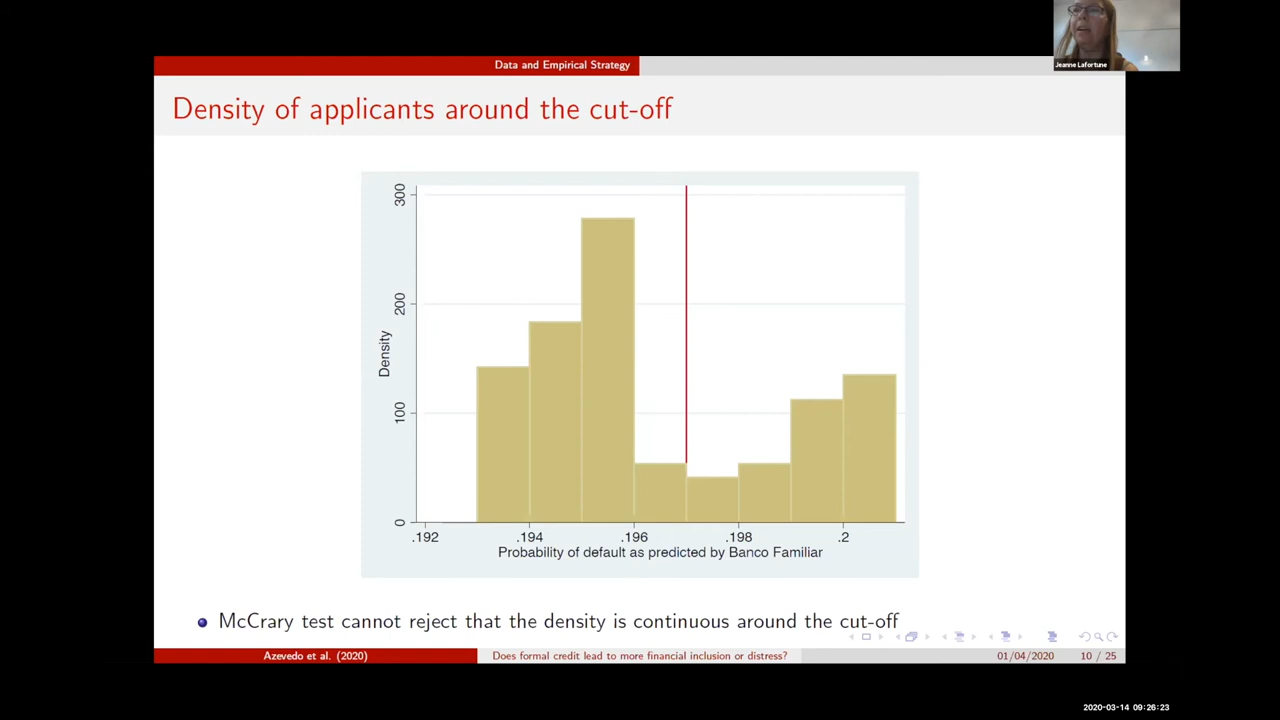 Jeanne Lafortune
Data and Empirical Strategy
Density of applicants around the cut-off
300
200
100
0
Density
.192 .194 .196 .198 .2
Probability of default as predicted by Banco Familiar
McCrary test cannot reject that the density is continuous around the cut-off
Azevedo et al. (2020) Does formal credit lead to more financial inclusion or distress? 01/04/2020 10 / 25
2020-03-14 09:26:23